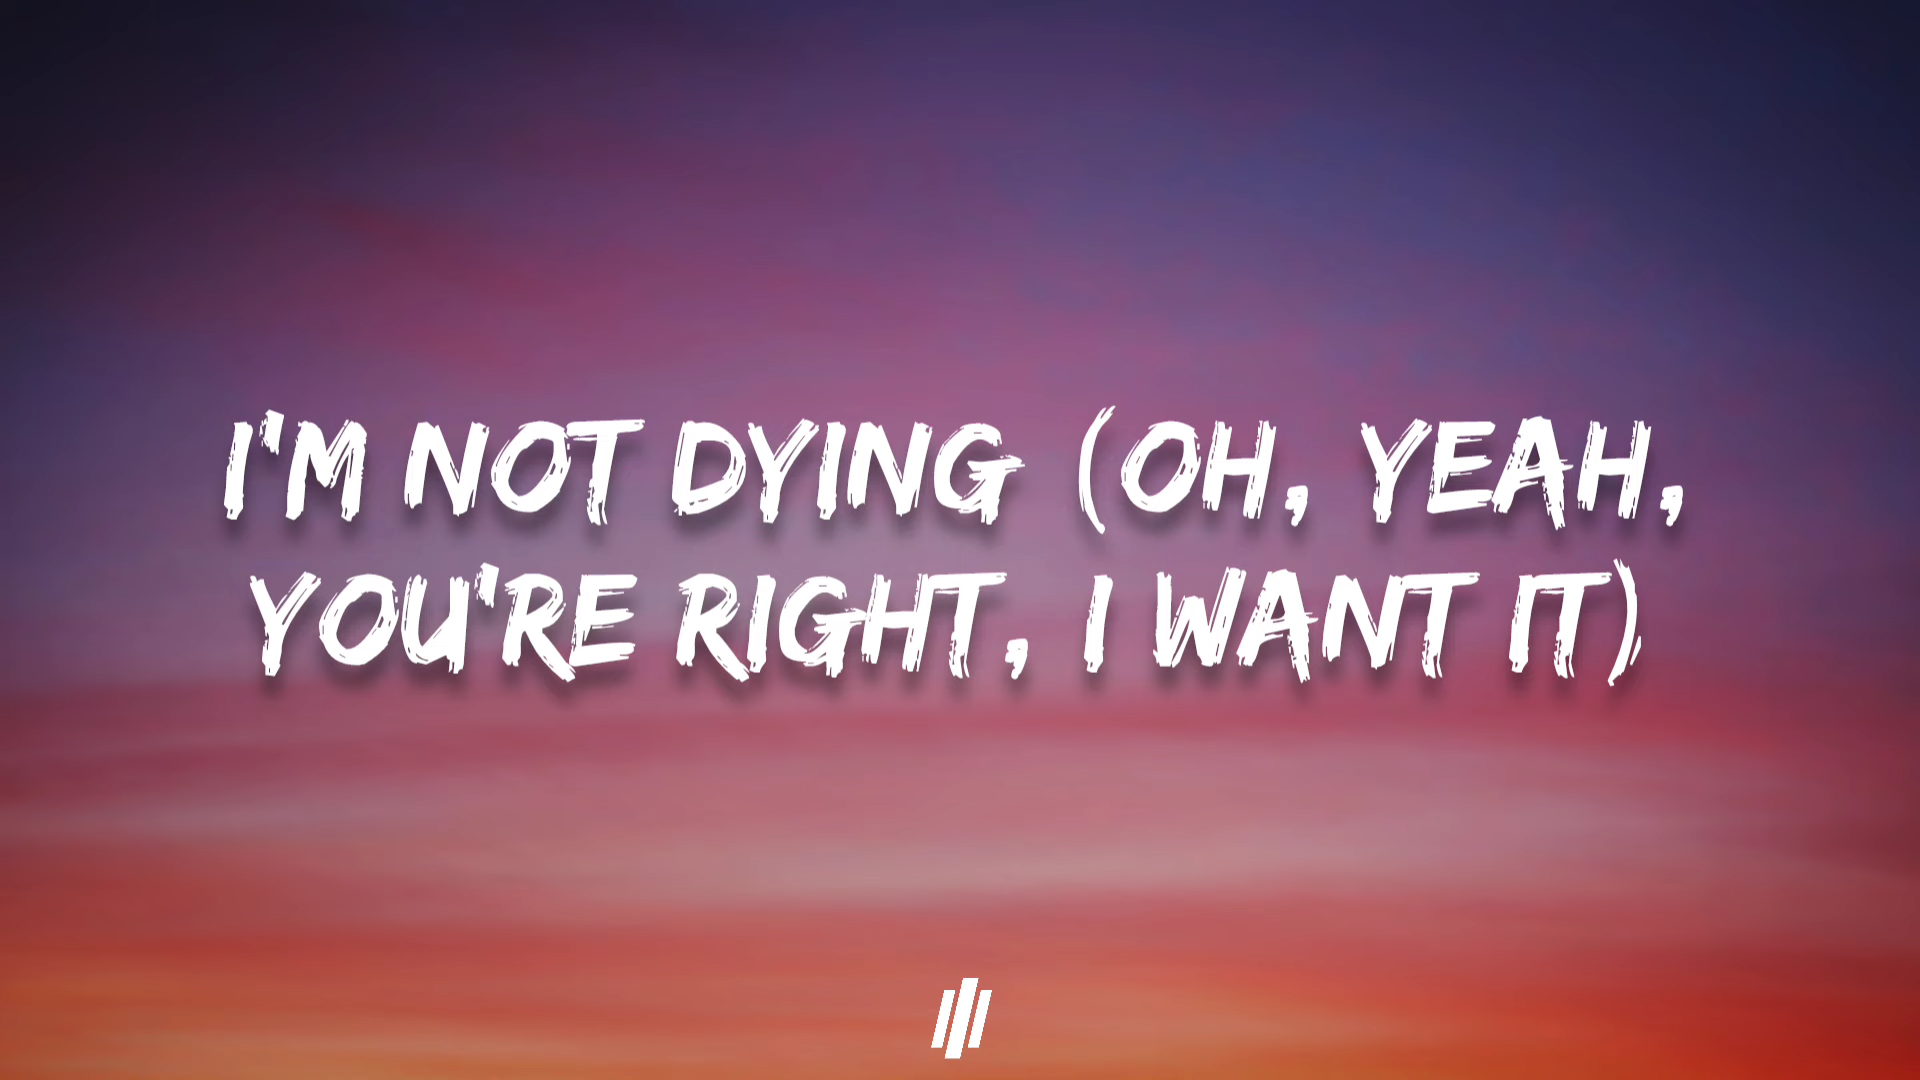 I'M NOT DYING (OH, YEAH,
YOU'RE RIGHT, I WANT IT)